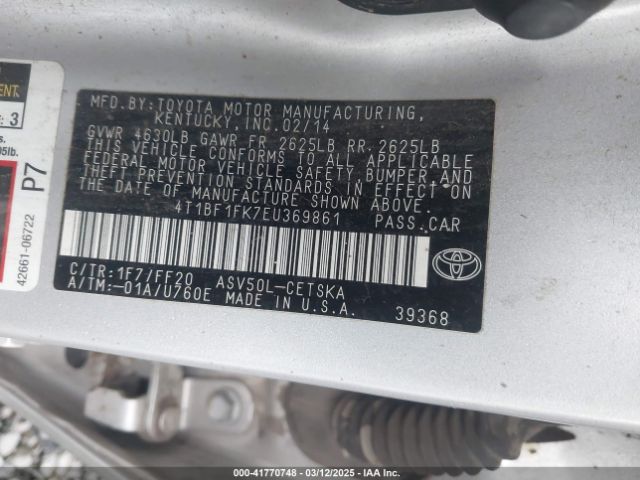 MFD.BY:TOYOTA MOTOR MANUFACTURING,
KENTUCKY,INC.02/14
GVWR 4630LB GAWR FR 2625LB RR.2625LB
THIS VEHICLE CONFORMS TO ALL APPLICABLE
FEDERAL MOTOR VEHICLE SAFETY,BUMPER,AND
THEFT PREVENTION STANDARDS IN EFFECT ON
THE DATE OF MANUFACTURE SHOWN ABOVE.
4T1BF1FK7EU369861 PASS.CAR
C/TR:1F7/FF20 ASV50L-CETSKA
A/TM:-01A/U760E MADE IN U.S.A.
39368
TOYOTA
3
P7
42661-06722
000-41770748 - 03/12/2025 - IAA Inc.